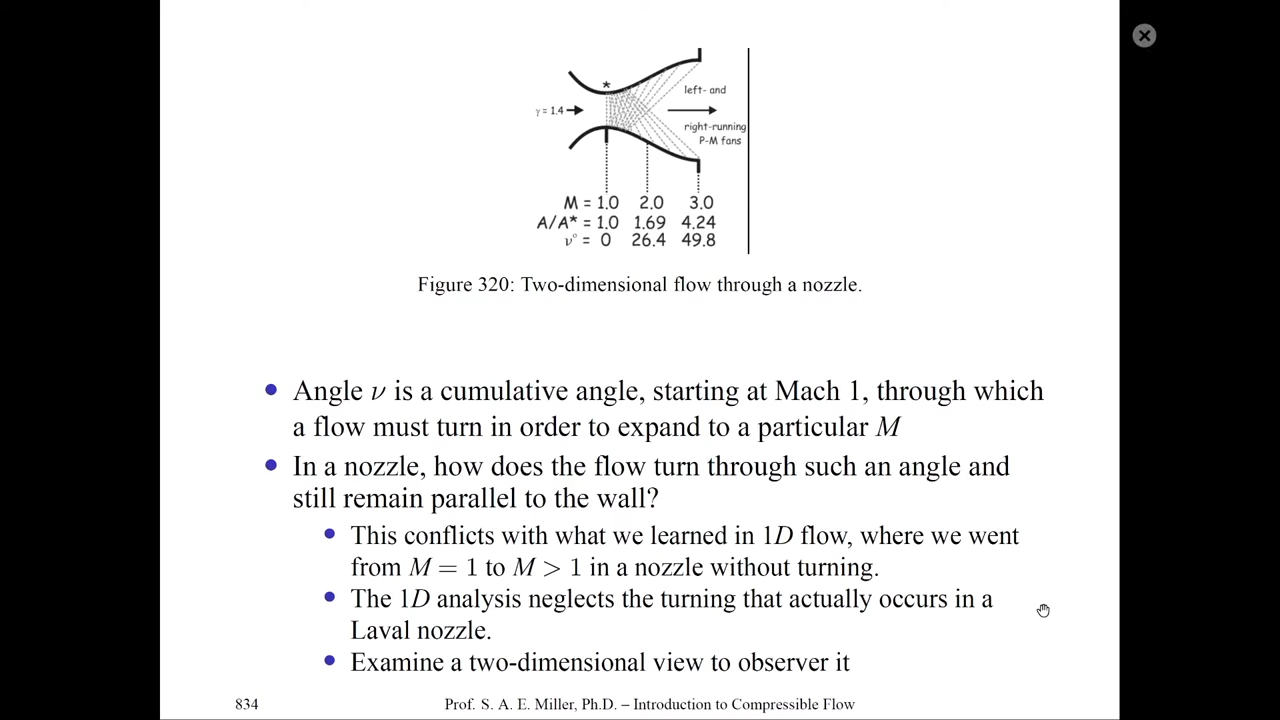 *
left- and
γ = 1.4
right-running
P-M fans
M = 1.0 2.0 3.0
A/A* = 1.0 1.69 4.24
ν° = 0 26.4 49.8
Figure 320: Two-dimensional flow through a nozzle.
• Angle ν is a cumulative angle, starting at Mach 1, through which
a flow must turn in order to expand to a particular M
• In a nozzle, how does the flow turn through such an angle and
still remain parallel to the wall?
• This conflicts with what we learned in 1D flow, where we went
from M = 1 to M > 1 in a nozzle without turning.
• The 1D analysis neglects the turning that actually occurs in a
Laval nozzle.
• Examine a two-dimensional view to observer it
834 Prof. S. A. E. Miller, Ph.D. – Introduction to Compressible Flow